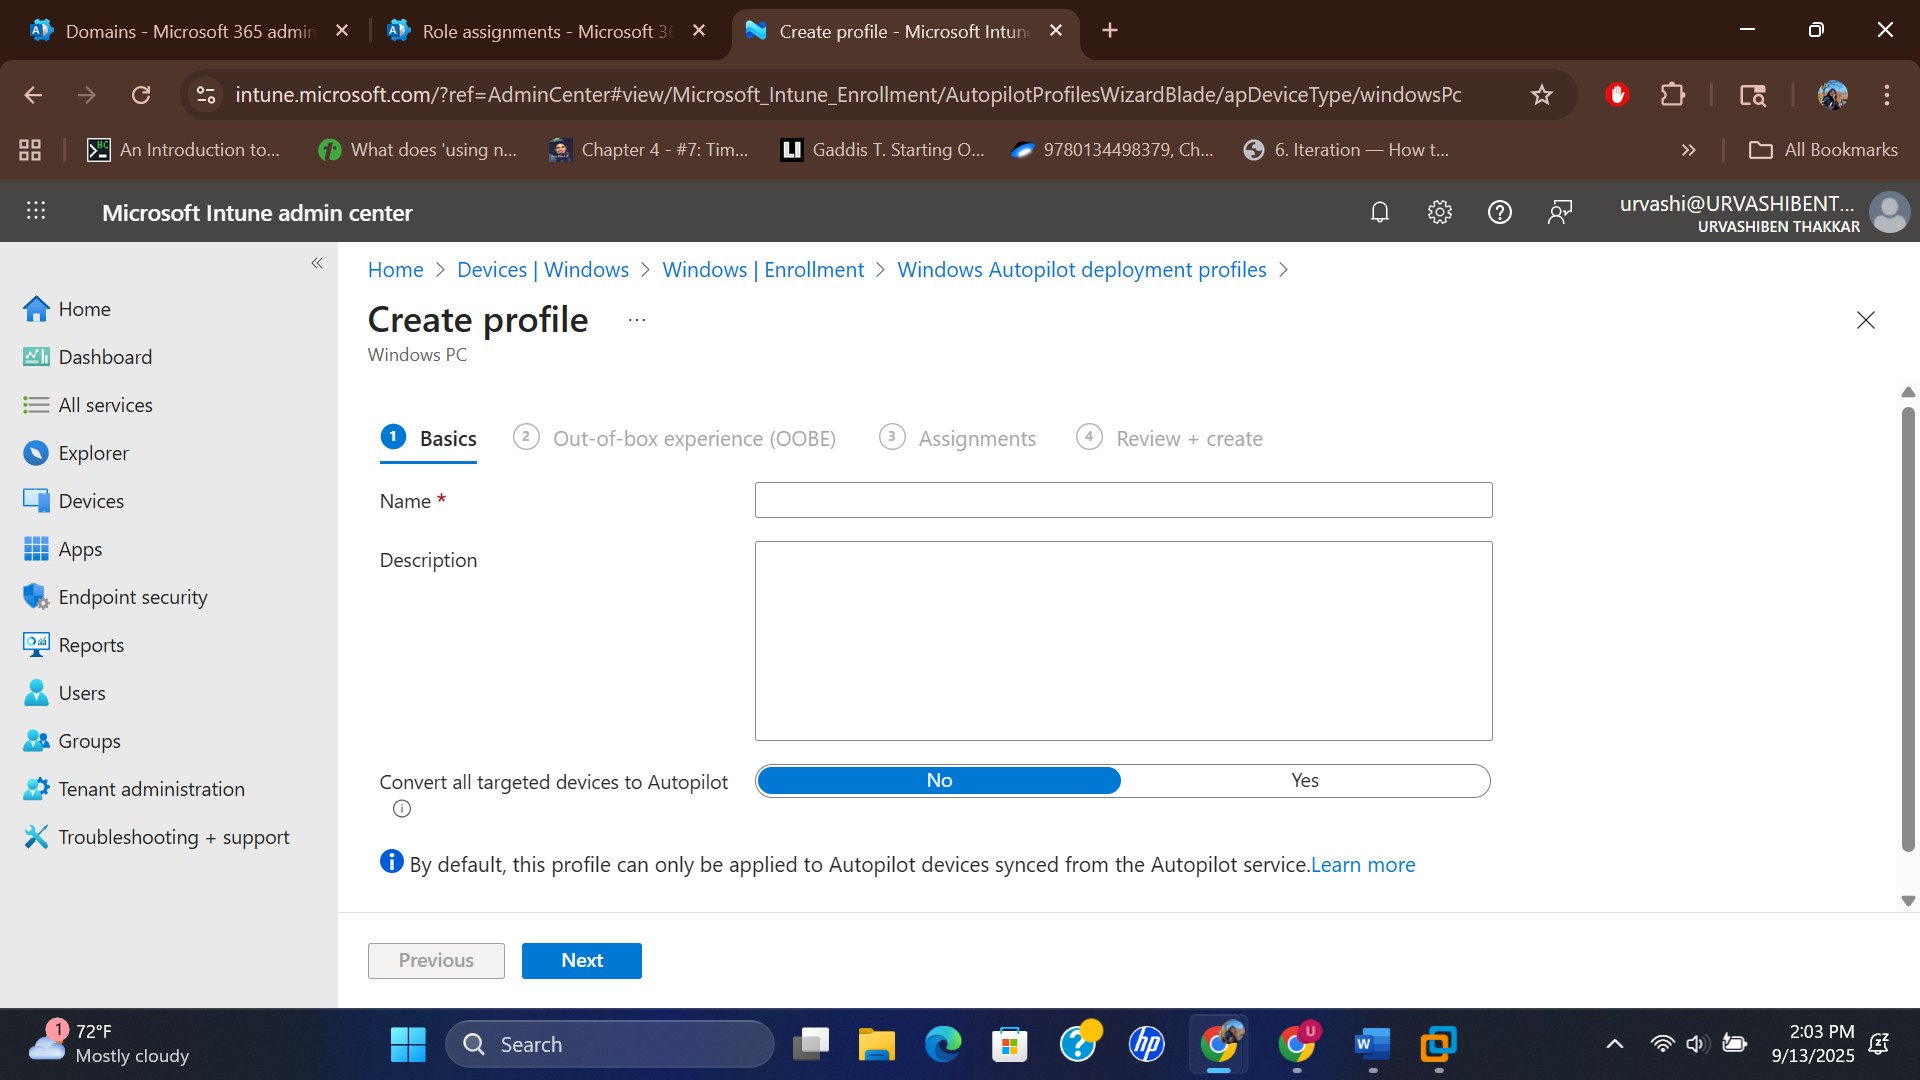 Domains - Microsoft 365 admin
Role assignments - Microsoft 36
Create profile - Microsoft Intune
intune.microsoft.com/?ref=AdminCenter#view/Microsoft_Intune_Enrollment/AutopilotProfilesWizardBlade/apDeviceType/windowsPc
An Introduction to...
What does 'using n...
Chapter 4 - #7: Tim...
Gaddis T. Starting O...
9780134498379, Ch...
6. Iteration — How t...
All Bookmarks
Microsoft Intune admin center
urvashi@URVASHIBENT...
URVASHIBEN THAKKAR
Home
Dashboard
All services
Explorer
Devices
Apps
Endpoint security
Reports
Users
Groups
Tenant administration
Troubleshooting + support
Home > Devices | Windows > Windows | Enrollment > Windows Autopilot deployment profiles >
Create profile ...
Windows PC
1 Basics
2 Out-of-box experience (OOBE)
3 Assignments
4 Review + create
Name *
Description
Convert all targeted devices to Autopilot
No
Yes
By default, this profile can only be applied to Autopilot devices synced from the Autopilot service.Learn more
Previous
Next
1
72°F
Mostly cloudy
Search
2:03 PM
9/13/2025